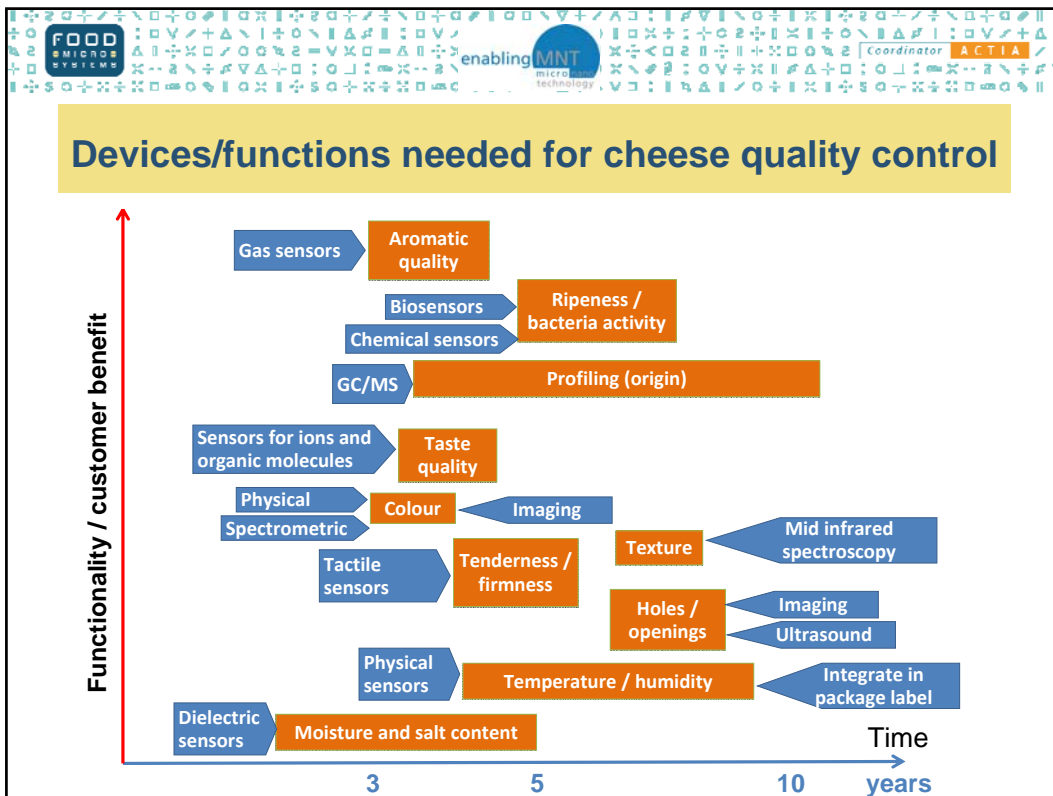 FOOD
MICRO
SYSTEMS
enabling MNT
micro nano
technology
Coordinator ACTIA
Devices/functions needed for cheese quality control
Functionality / customer benefit
Gas sensors
Aromatic
quality
Biosensors
Chemical sensors
Ripeness /
bacteria activity
GC/MS
Profiling (origin)
Sensors for ions and
organic molecules
Taste
quality
Physical
Spectrometric
Colour
Imaging
Texture
Mid infrared
spectroscopy
Tactile
sensors
Tenderness /
firmness
Holes /
openings
Imaging
Ultrasound
Physical
sensors
Temperature / humidity
Integrate in
package label
Dielectric
sensors
Moisture and salt content
Time
3 5 10 years